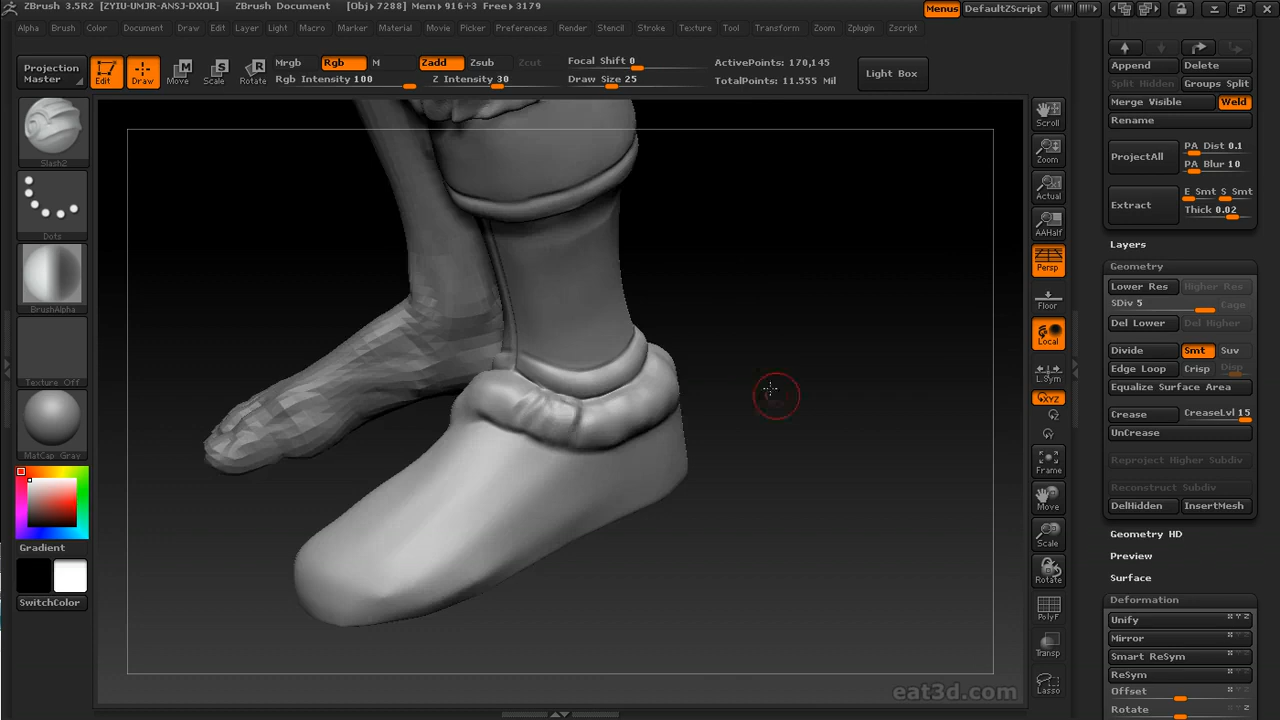 ZBrush 3.5R2 [ZYIU-UMJR-ANSJ-DXOL] ZBrush Document [Obj▸7288] Mem▸916+3 Free▸3179 Menus DefaultZScript
Alpha Brush Color Document Draw Edit Layer Light Macro Marker Material Movie Picker Preferences Render Stencil Stroke Texture Tool Transform Zoom Zplugin Zscript
Projection Master
Edit Draw Move Scale Rotate
Mrgb Rgb M
Rgb Intensity 100
Zadd Zsub
Z Intensity 30
Focal Shift 0
Draw Size 25
ActivePoints: 170,145
TotalPoints: 11.555 Mil
Light Box
Slash2
Dots
BrushAlpha
Texture Off
MatCap Gray
Gradient
SwitchColor
Scroll
Zoom
Actual
AAHalf
Persp
Floor
Local
L.Sym
XYZ
Frame
Move
Scale
Rotate
PolyF
Transp
Lasso
Append Delete
Split Hidden Groups Split
Merge Visible Weld
Rename
ProjectAll PA Dist 0.1
PA Blur 10
Extract E Smt S Smt
Thick 0.02
Layers
Geometry
Lower Res Higher Res
SDiv 5 Cage
Del Lower Del Higher
Divide Smt Suv
Edge Loop Crisp Disp
Equalize Surface Area
Crease CreaseLvl 15
UnCrease
Reproject Higher Subdiv
Reconstruct Subdiv
DelHidden InsertMesh
Geometry HD
Preview
Surface
Deformation
Unify X Y Z
Mirror
Smart ReSym
ReSym
Offset
Rotate
eat3d.com